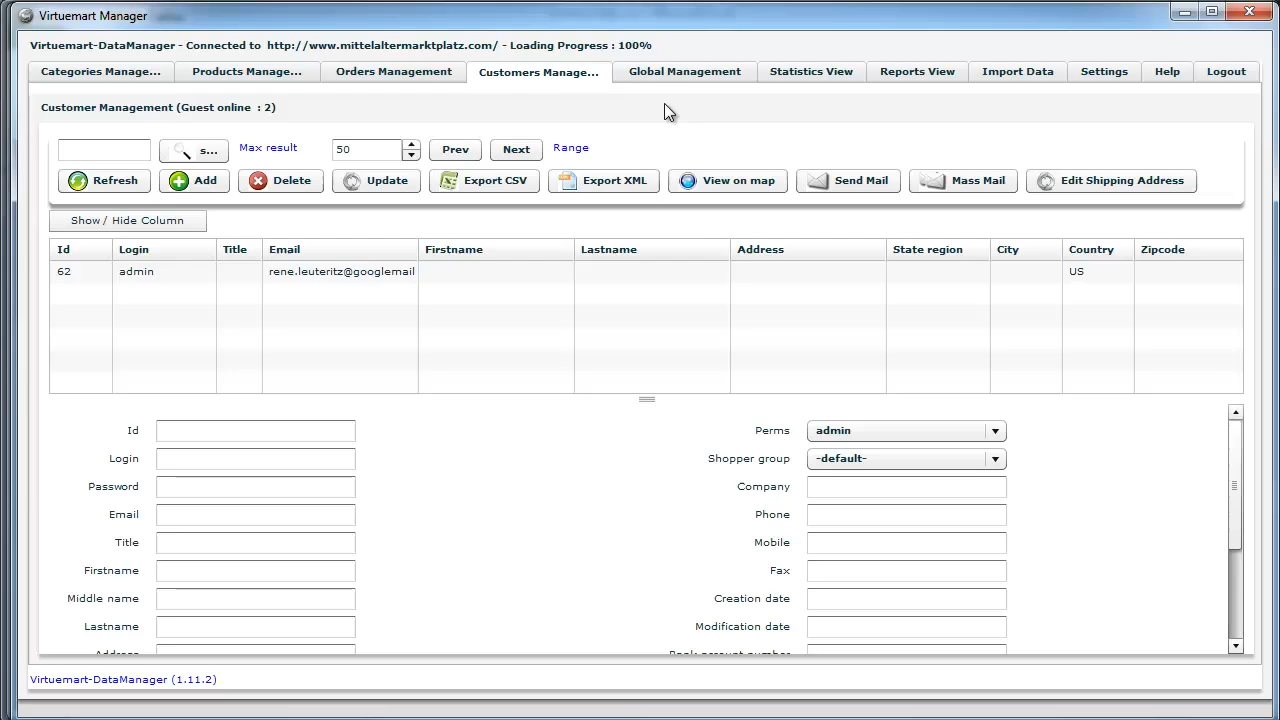 Virtuemart Manager
Virtuemart-DataManager - Connected to http://www.mittelaltermarktplatz.com/ - Loading Progress : 100%
Categories Manage... Products Manage... Orders Management Customers Manage... Global Management Statistics View Reports View Import Data Settings Help Logout
Customer Management (Guest online : 2)
s... Max result 50 Prev Next Range
Refresh Add Delete Update Export CSV Export XML View on map Send Mail Mass Mail Edit Shipping Address
Show / Hide Column
Id Login Title Email Firstname Lastname Address State region City Country Zipcode
62 admin rene.leuteritz@googlemail US
Id Perms admin
Login Shopper group -default-
Password Company
Email Phone
Title Mobile
Firstname Fax
Middle name Creation date
Lastname Modification date
Address Bank account number
Virtuemart-DataManager (1.11.2)